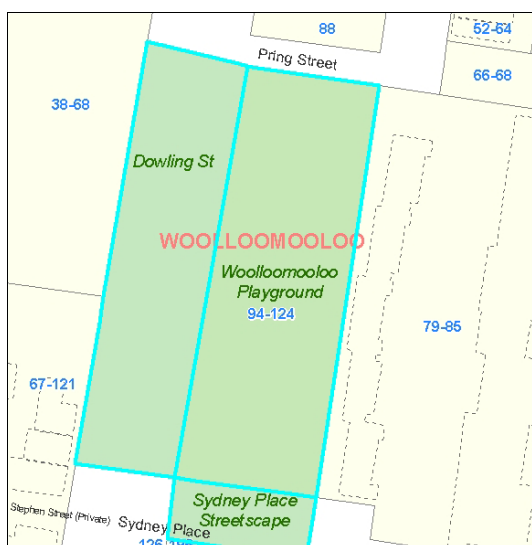 88
52-64
Pring Street
66-68
38-68
Dowling St
WOOLLOOMOOLOO
Woolloomooloo
Playground
94-124
79-85
67-121
Sydney Place
Streetscape
Stephen Street (Private)
Sydney Place